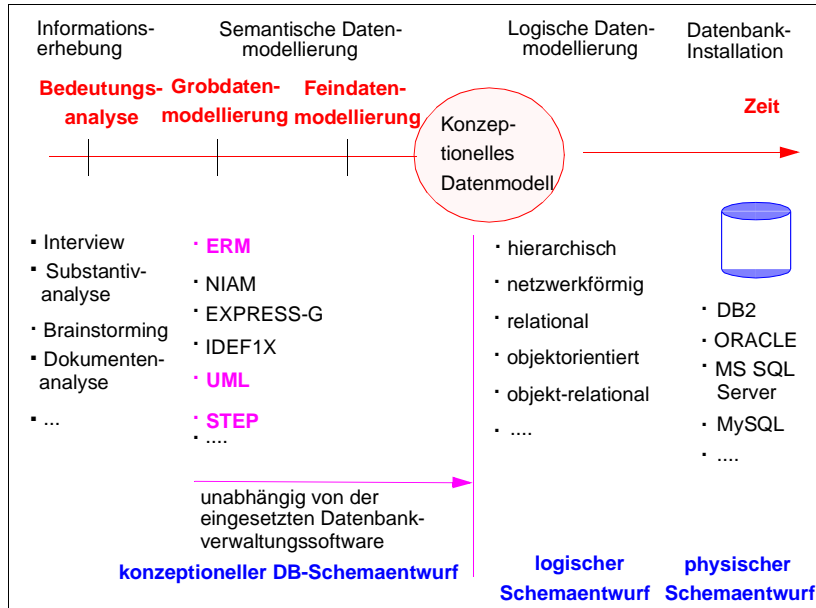 Informations-
erhebung
Semantische Daten-
modellierung
Logische Daten-
modellierung
Datenbank-
Installation
Bedeutungs-
analyse
Grobdaten-
modellierung
Feindaten-
modellierung
Konzep-
tionelles
Datenmodell
Zeit
· Interview
· Substantiv-
analyse
· Brainstorming
· Dokumenten-
analyse
· ...
· ERM
· NIAM
· EXPRESS-G
· IDEF1X
· UML
· STEP
· ....
unabhängig von der
eingesetzten Datenbank-
verwaltungssoftware
· hierarchisch
· netzwerkförmig
· relational
· objektorientiert
· objekt-relational
· ....
· DB2
· ORACLE
· MS SQL
Server
· MySQL
· ....
konzeptioneller DB-Schemaentwurf
logischer
Schemaentwurf
physischer
Schemaentwurf